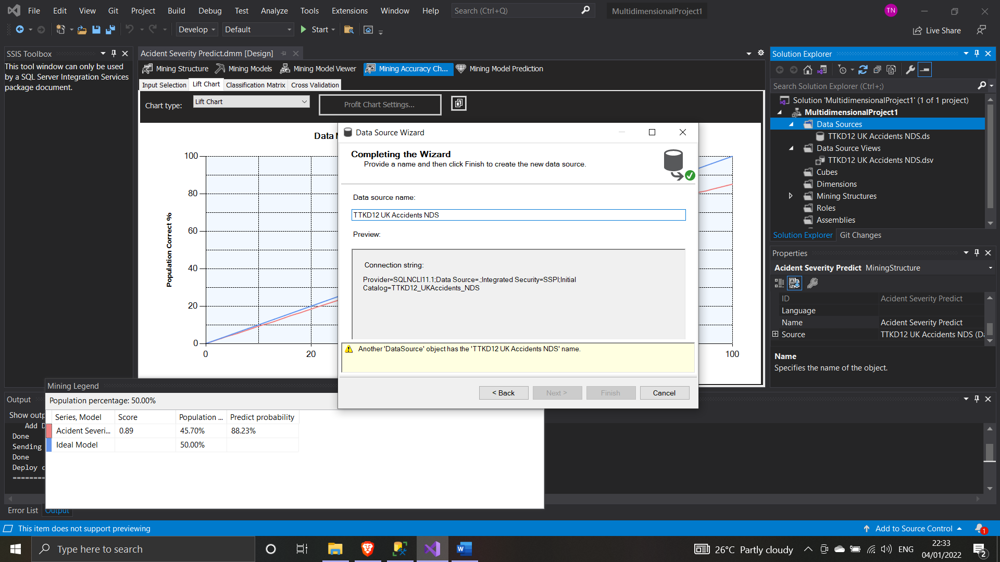 File Edit View Git Project Build Debug Test Analyze Tools Extensions Window Help Search (Ctrl+Q) MultidimensionalProject1 TN
Develop Default Start Live Share
SSIS Toolbox
This tool window can only be used
by a SQL Server Integration Services
package document.
Acident Severity Predict.dmm [Design]
Mining Structure Mining Models Mining Model Viewer Mining Accuracy Ch... Mining Model Prediction
Input Selection Lift Chart Classification Matrix Cross Validation
Chart type: Lift Chart Profit Chart Settings...
Data
Population Correct %
100
80
60
40
20
0
0 20 100
Data Source Wizard
Completing the Wizard
Provide a name and then click Finish to create the new data source.
Data source name:
TTKD12 UK Accidents NDS
Preview:
Connection string:
Provider=SQLNCLI11.1;Data Source=.;Integrated Security=SSPI;Initial
Catalog=TTKD12_UKAccidents_NDS
Another 'DataSource' object has the 'TTKD12 UK Accidents NDS' name.
< Back Next > Finish Cancel
Solution Explorer
Search Solution Explorer (Ctrl+;)
Solution 'MultidimensionalProject1' (1 of 1 project)
MultidimensionalProject1
Data Sources
TTKD12 UK Accidents NDS.ds
Data Source Views
TTKD12 UK Accidents NDS.dsv
Cubes
Dimensions
Mining Structures
Roles
Assemblies
Solution Explorer Git Changes
Properties
Acident Severity Predict MiningStructure
ID Acident Severity Predict
Language
Name Acident Severity Predict
Source TTKD12 UK Accidents NDS (Da
Name
Specifies the name of the object.
Mining Legend
Population percentage: 50.00%
Series, Model Score Population ... Predict probability
Acident Severi... 0.89 45.70% 88.23%
Ideal Model 50.00%
Output
Show outp
Add D
Done
Sending
Done
Deploy c
========
Error List Output
This item does not support previewing Add to Source Control 1
Type here to search 26°C Partly cloudy ENG 22:33
04/01/2022 2